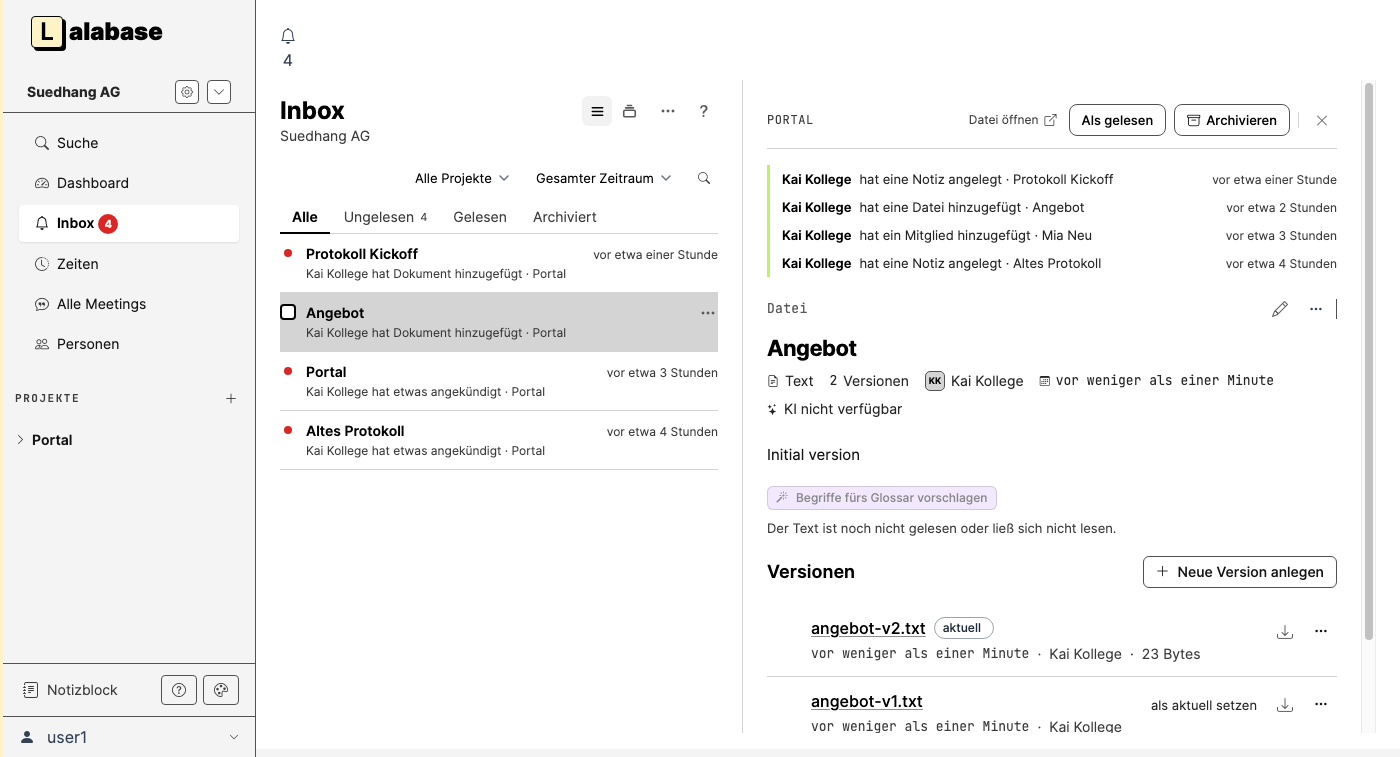 Lalabase
Suedhang AG
Suche
Dashboard
Inbox 4
Zeiten
Alle Meetings
Personen
PROJEKTE
Portal
Notizblock
user1
4
Inbox
Suedhang AG
?
Alle Projekte
Gesamter Zeitraum
Alle
Ungelesen 4
Gelesen
Archiviert
Protokoll Kickoff vor etwa einer Stunde
Kai Kollege hat Dokument hinzugefügt · Portal
Angebot
Kai Kollege hat Dokument hinzugefügt · Portal
Portal vor etwa 3 Stunden
Kai Kollege hat etwas angekündigt · Portal
Altes Protokoll vor etwa 4 Stunden
Kai Kollege hat etwas angekündigt · Portal
PORTAL
Datei öffnen
Als gelesen
Archivieren
Kai Kollege hat eine Notiz angelegt · Protokoll Kickoff vor etwa einer Stunde
Kai Kollege hat eine Datei hinzugefügt · Angebot vor etwa 2 Stunden
Kai Kollege hat ein Mitglied hinzugefügt · Mia Neu vor etwa 3 Stunden
Kai Kollege hat eine Notiz angelegt · Altes Protokoll vor etwa 4 Stunden
Datei
Angebot
Text 2 Versionen KK Kai Kollege vor weniger als einer Minute
KI nicht verfügbar
Initial version
Begriffe fürs Glossar vorschlagen
Der Text ist noch nicht gelesen oder ließ sich nicht lesen.
Versionen
Neue Version anlegen
angebot-v2.txt aktuell
vor weniger als einer Minute · Kai Kollege · 23 Bytes
angebot-v1.txt als aktuell setzen
vor weniger als einer Minute · Kai Kollege